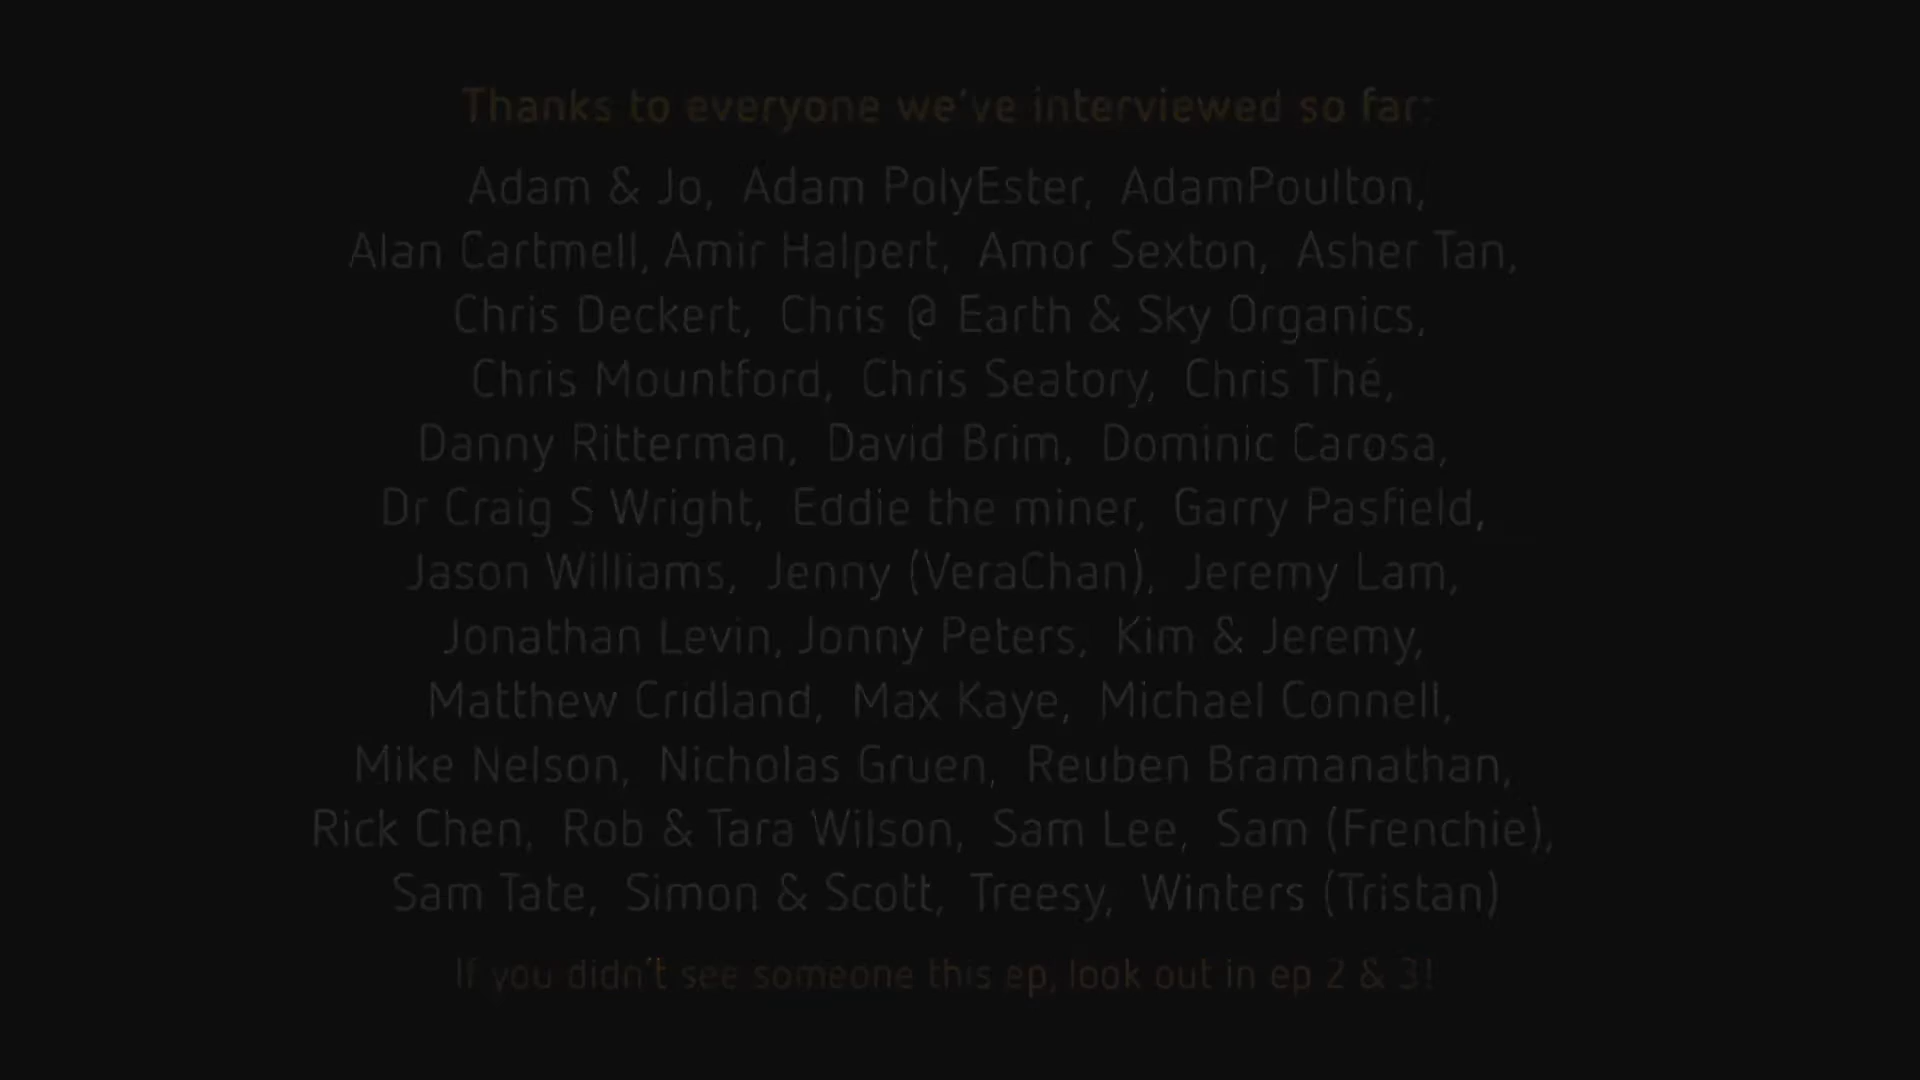 Thanks to everyone we've interviewed so far:
Adam & Jo, Adam PolyEster, AdamPoulton,
Alan Cartmell, Amir Halpert, Amor Sexton, Asher Tan,
Chris Deckert, Chris @ Earth & Sky Organics,
Chris Mountford, Chris Seatory, Chris Thé,
Danny Ritterman, David Brim, Dominic Carosa,
Dr Craig S Wright, Eddie the miner, Garry Pasfield,
Jason Williams, Jenny (VeraChan), Jeremy Lam,
Jonathan Levin, Jonny Peters, Kim & Jeremy,
Matthew Cridland, Max Kaye, Michael Connell,
Mike Nelson, Nicholas Gruen, Reuben Bramanathan,
Rick Chen, Rob & Tara Wilson, Sam Lee, Sam (Frenchie),
Sam Tate, Simon & Scott, Treesy, Winters (Tristan)
If you didn't see someone this ep, look out in ep 2 & 3!